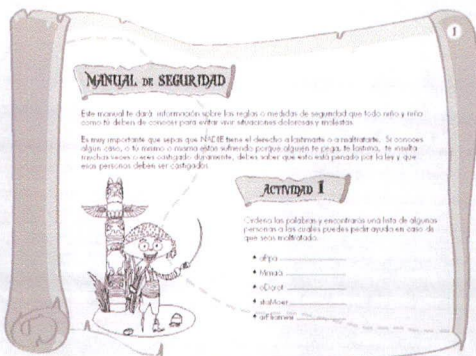 1
MANUAL DE SEGURIDAD
Este manual te dará información sobre las reglas o medidas de seguridad que todo niño y niña
como tú deben de conocer para evitar vivir situaciones dolorosas y molestas.
Es muy importante que sepas que NADIE tiene el derecho a lastimarte o a maltratarte. Si conoces
algún caso, o tú mismo o misma estás sufriendo porque alguien te pega, te lastima, te insulta
muchas veces o eres castigado duramente, debes saber que esto está penado por la ley y que
esas personas deben ser castigadas.
ACTIVIDAD 1
Ordena las palabras y encontrarás una lista de algunas
personas a las cuales puedes pedir ayuda en caso de
que seas maltratado.
• aPpa
• Mmaá
• oDorct